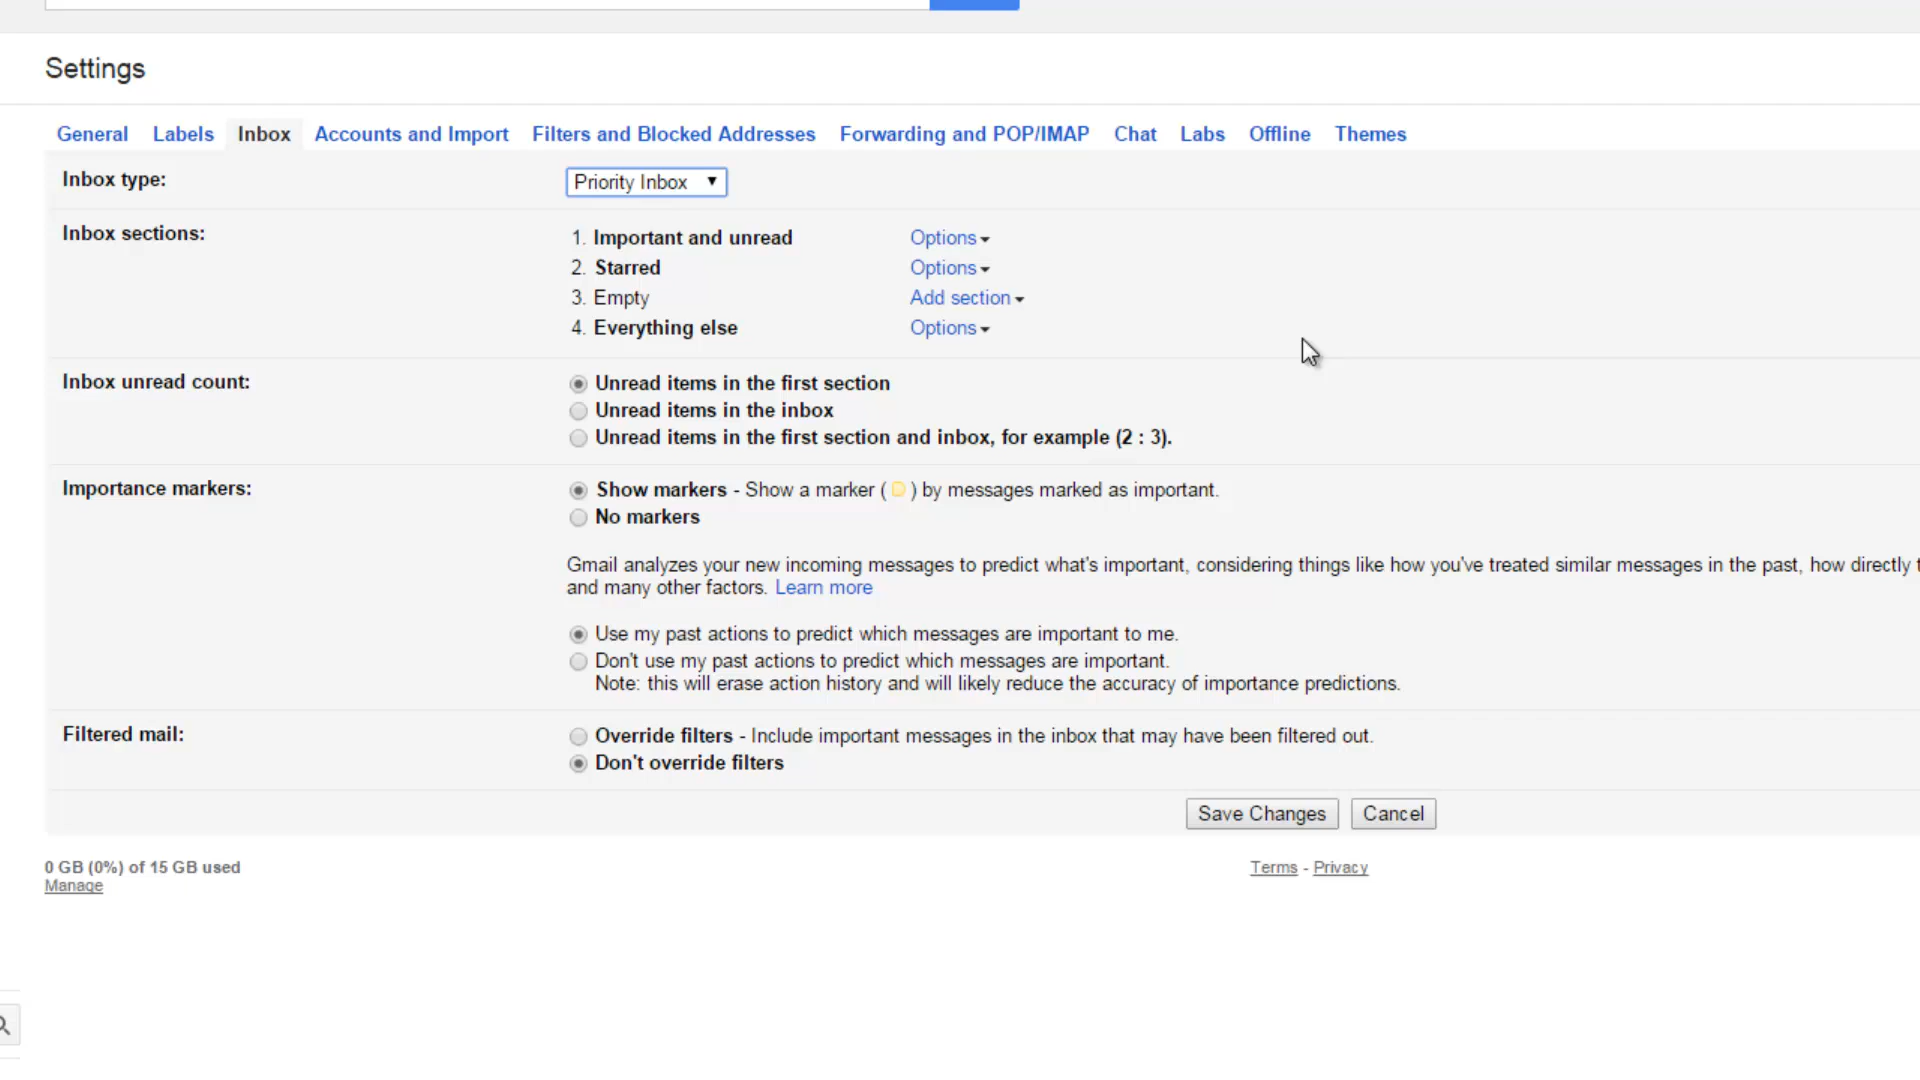 Settings
General Labels Inbox Accounts and Import Filters and Blocked Addresses Forwarding and POP/IMAP Chat Labs Offline Themes
Inbox type: Priority Inbox
Inbox sections:
1. Important and unread Options
2. Starred Options
3. Empty Add section
4. Everything else Options
Inbox unread count:
Unread items in the first section
Unread items in the inbox
Unread items in the first section and inbox, for example (2 : 3).
Importance markers:
Show markers - Show a marker ( ) by messages marked as important.
No markers
Gmail analyzes your new incoming messages to predict what's important, considering things like how you've treated similar messages in the past, how directly
and many other factors. Learn more
Use my past actions to predict which messages are important to me.
Don't use my past actions to predict which messages are important.
Note: this will erase action history and will likely reduce the accuracy of importance predictions.
Filtered mail:
Override filters - Include important messages in the inbox that may have been filtered out.
Don't override filters
Save Changes Cancel
0 GB (0%) of 15 GB used
Manage
Terms - Privacy